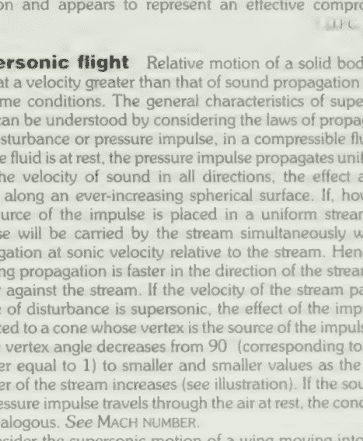 on and appears to represent an effective compro
ersonic flight Relative motion of a solid bod
at a velocity greater than that of sound propagation
me conditions. The general characteristics of supe
can be understood by considering the laws of propa
isturbance or pressure impulse, in a compressible flu
e fluid is at rest, the pressure impulse propagates unif
he velocity of sound in all directions, the effect a
along an ever-increasing spherical surface. If, how
urce of the impulse is placed in a uniform strear
se will be carried by the stream simultaneously w
gation at sonic velocity relative to the stream. Hen
ng propagation is faster in the direction of the strea
against the stream. If the velocity of the stream pa
e of disturbance is supersonic, the effect of the imp
ted to a cone whose vertex is the source of the impuls
vertex angle decreases from 90 (corresponding to
er equal to 1) to smaller and smaller values as the
er of the stream increases (see illustration). If the sou
essure impulse travels through the air at rest, the conc
alogous. See MACH NUMBER.
sider the supersonic motion of a wing moving int